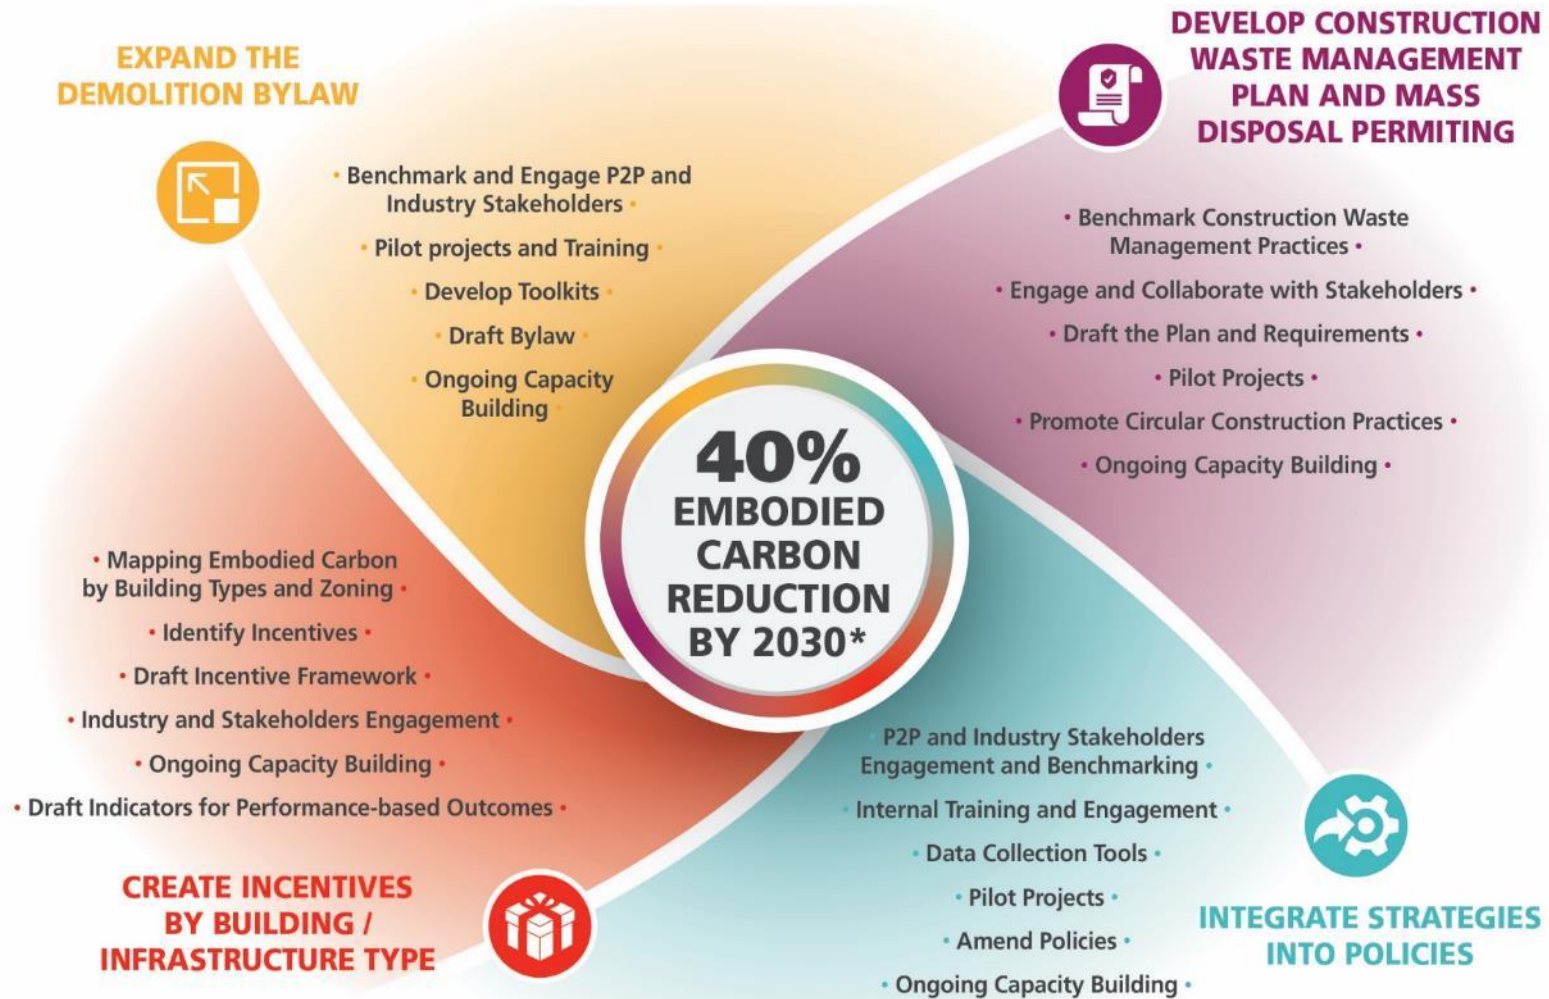 EXPAND THE
DEMOLITION BYLAW
• Benchmark and Engage P2P and
Industry Stakeholders •
• Pilot projects and Training •
• Develop Toolkits •
• Draft Bylaw •
• Ongoing Capacity
Building •
DEVELOP CONSTRUCTION
WASTE MANAGEMENT
PLAN AND MASS
DISPOSAL PERMITING
• Benchmark Construction Waste
Management Practices •
• Engage and Collaborate with Stakeholders •
• Draft the Plan and Requirements •
• Pilot Projects •
• Promote Circular Construction Practices •
• Ongoing Capacity Building •
40%
EMBODIED
CARBON
REDUCTION
BY 2030*
• Mapping Embodied Carbon
by Building Types and Zoning •
• Identify Incentives •
• Draft Incentive Framework •
• Industry and Stakeholders Engagement •
• Ongoing Capacity Building •
• Draft Indicators for Performance-based Outcomes •
CREATE INCENTIVES
BY BUILDING /
INFRASTRUCTURE TYPE
• P2P and Industry Stakeholders
Engagement and Benchmarking •
• Internal Training and Engagement •
• Data Collection Tools •
• Pilot Projects •
• Amend Policies •
• Ongoing Capacity Building •
INTEGRATE STRATEGIES
INTO POLICIES